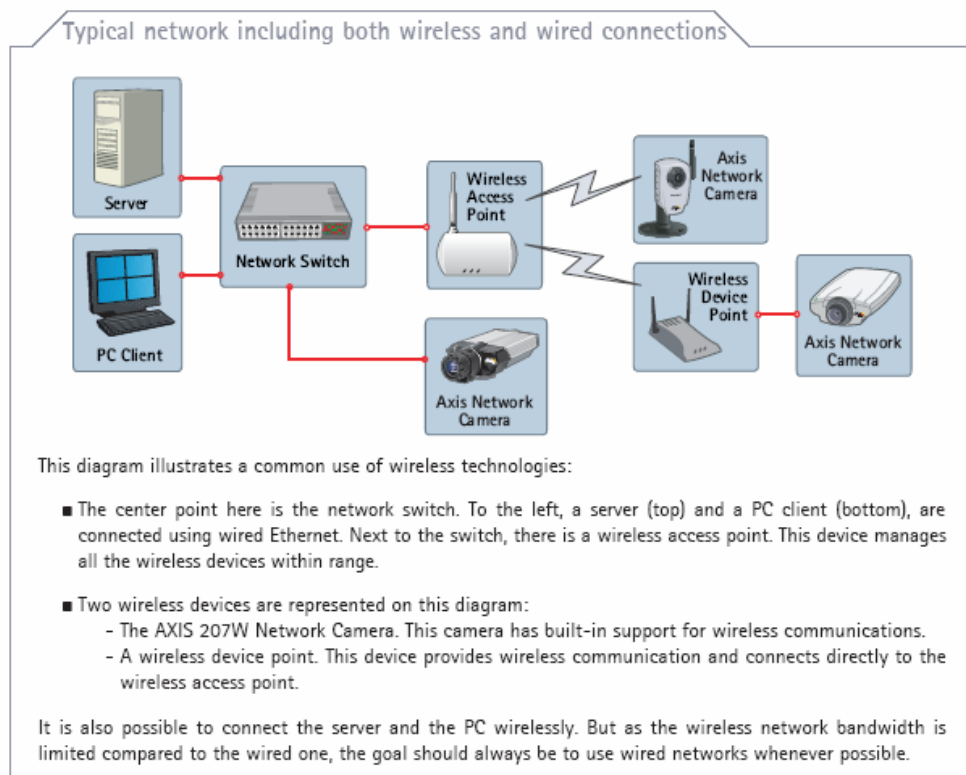 Typical network including both wireless and wired connections
Server
Network Switch
PC Client
Wireless
Access
Point
Axis
Network
Camera
Wireless
Device
Point
Axis Network
Camera
Axis Network
Camera
This diagram illustrates a common use of wireless technologies:
■ The center point here is the network switch. To the left, a server (top) and a PC client (bottom), are
connected using wired Ethernet. Next to the switch, there is a wireless access point. This device manages
all the wireless devices within range.
■ Two wireless devices are represented on this diagram:
- The AXIS 207W Network Camera. This camera has built-in support for wireless communications.
- A wireless device point. This device provides wireless communication and connects directly to the
wireless access point.
It is also possible to connect the server and the PC wirelessly. But as the wireless network bandwidth is
limited compared to the wired one, the goal should always be to use wired networks whenever possible.